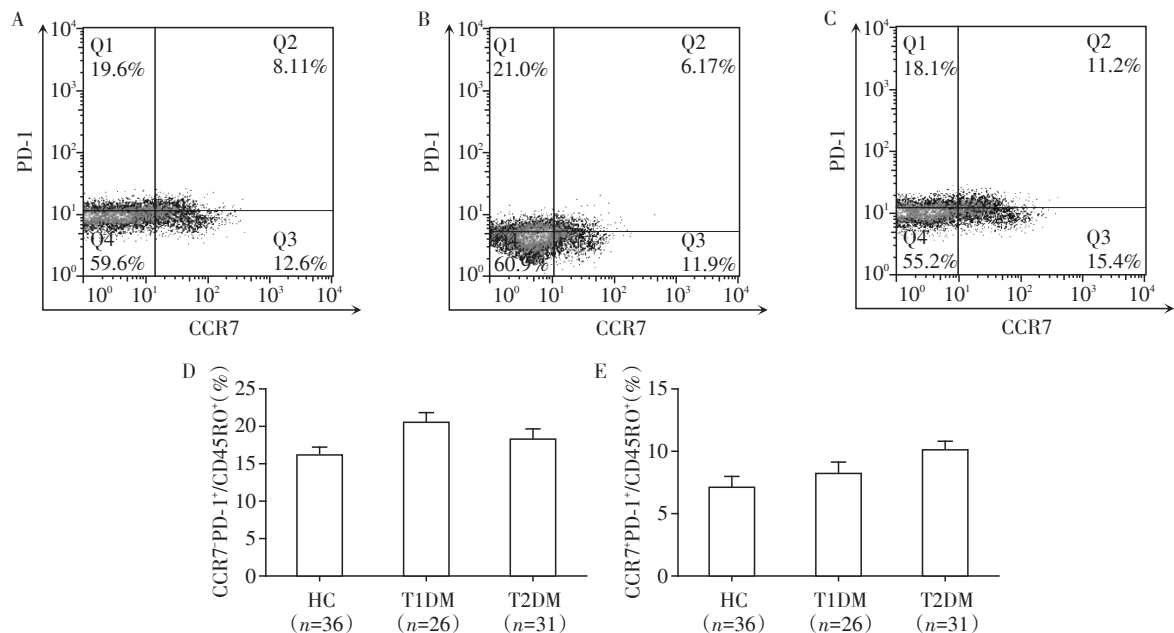 A
PD-1
10⁴
10³
10²
10¹
10⁰
Q1
19.6%
Q2
8.11%
Q4
59.6%
Q3
12.6%
10⁰ 10¹ 10² 10³ 10⁴
CCR7
B
PD-1
10⁴
10³
10²
10¹
10⁰
Q1
21.0%
Q2
6.17%
60.9%
Q3
11.9%
10⁰ 10¹ 10² 10³ 10⁴
CCR7
C
PD-1
10⁴
10³
10²
10¹
10⁰
Q1
18.1%
Q2
11.2%
Q4
55.2%
Q3
15.4%
10⁰ 10¹ 10² 10³ 10⁴
CCR7
D
CCR7⁻PD-1⁺/CD45RO⁺(%)
25
20
15
10
5
0
HC T1DM T2DM
(n=36) (n=26) (n=31)
E
CCR7⁺PD-1⁺/CD45RO⁺(%)
15
10
5
0
HC T1DM T2DM
(n=36) (n=26) (n=31)